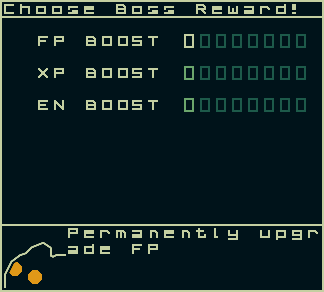 Choose Boss Reward!
FP BOOST
XP BOOST
EN BOOST
Permanently upgr
ade FP